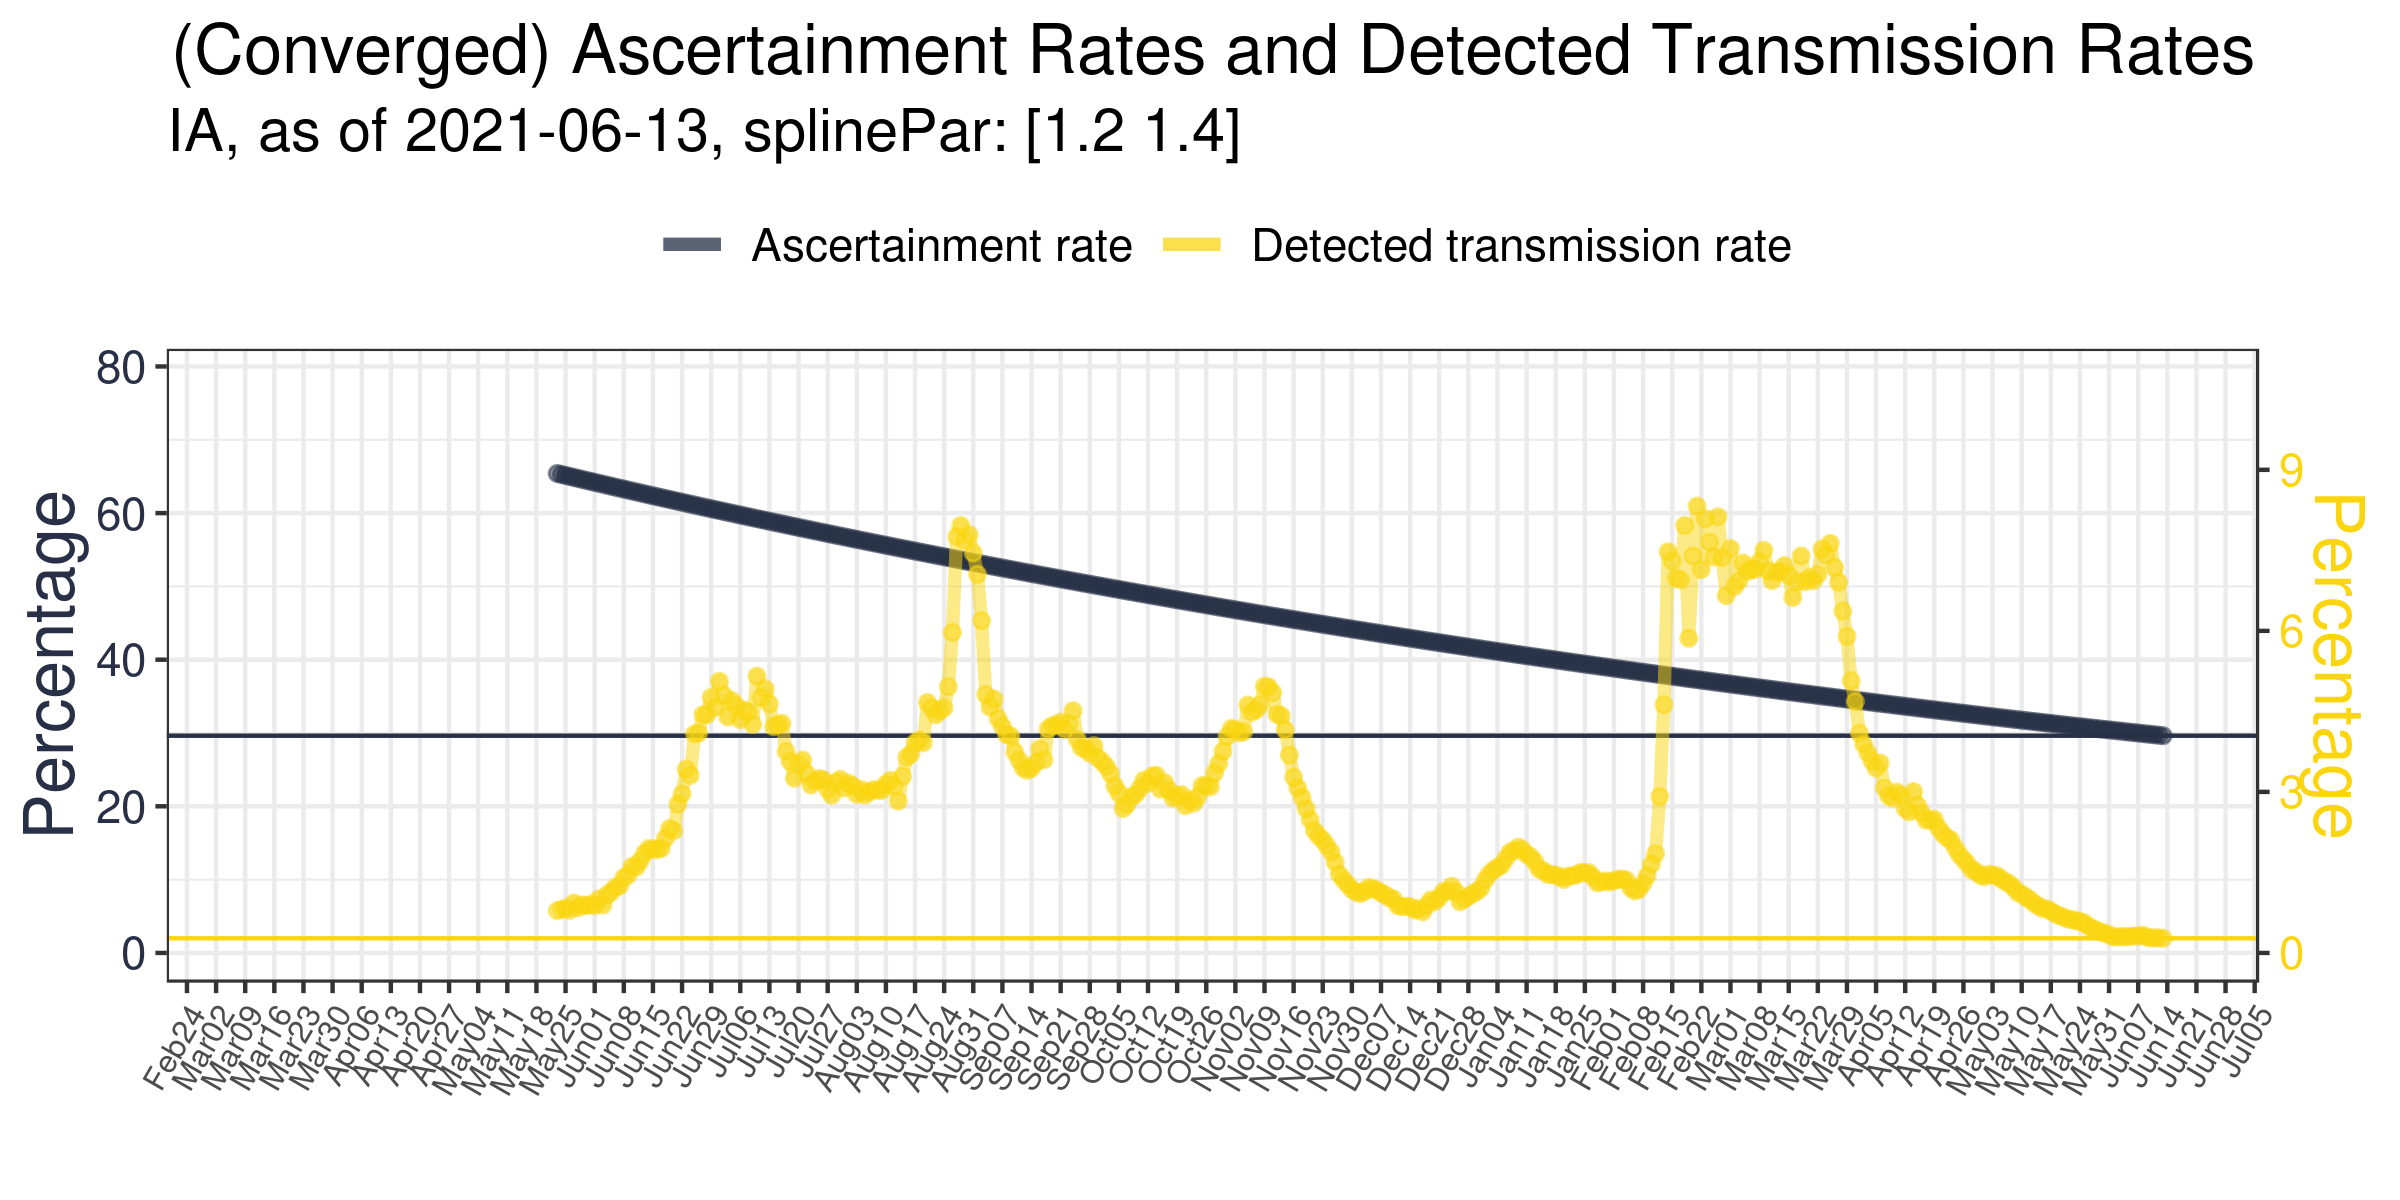 (Converged) Ascertainment Rates and Detected Transmission Rates
IA, as of 2021-06-13, splinePar: [1.2 1.4]
Ascertainment rate
Detected transmission rate
Percentage
80
60
40
20
0
9
6
3
0
Percentage
Feb24
Mar02
Mar09
Mar16
Mar23
Mar30
Apr06
Apr13
Apr20
Apr27
May04
May11
May18
May25
Jun01
Jun08
Jun15
Jun22
Jun29
Jul06
Jul13
Jul20
Jul27
Aug03
Aug10
Aug17
Aug24
Aug31
Sep07
Sep14
Sep21
Sep28
Oct05
Oct12
Oct19
Oct26
Nov02
Nov09
Nov16
Nov23
Nov30
Dec07
Dec14
Dec21
Dec28
Jan04
Jan11
Jan18
Jan25
Feb01
Feb08
Feb15
Feb22
Mar01
Mar08
Mar15
Mar22
Mar29
Apr05
Apr12
Apr19
Apr26
May03
May10
May17
May24
May31
Jun07
Jun14
Jun21
Jun28
Jul05